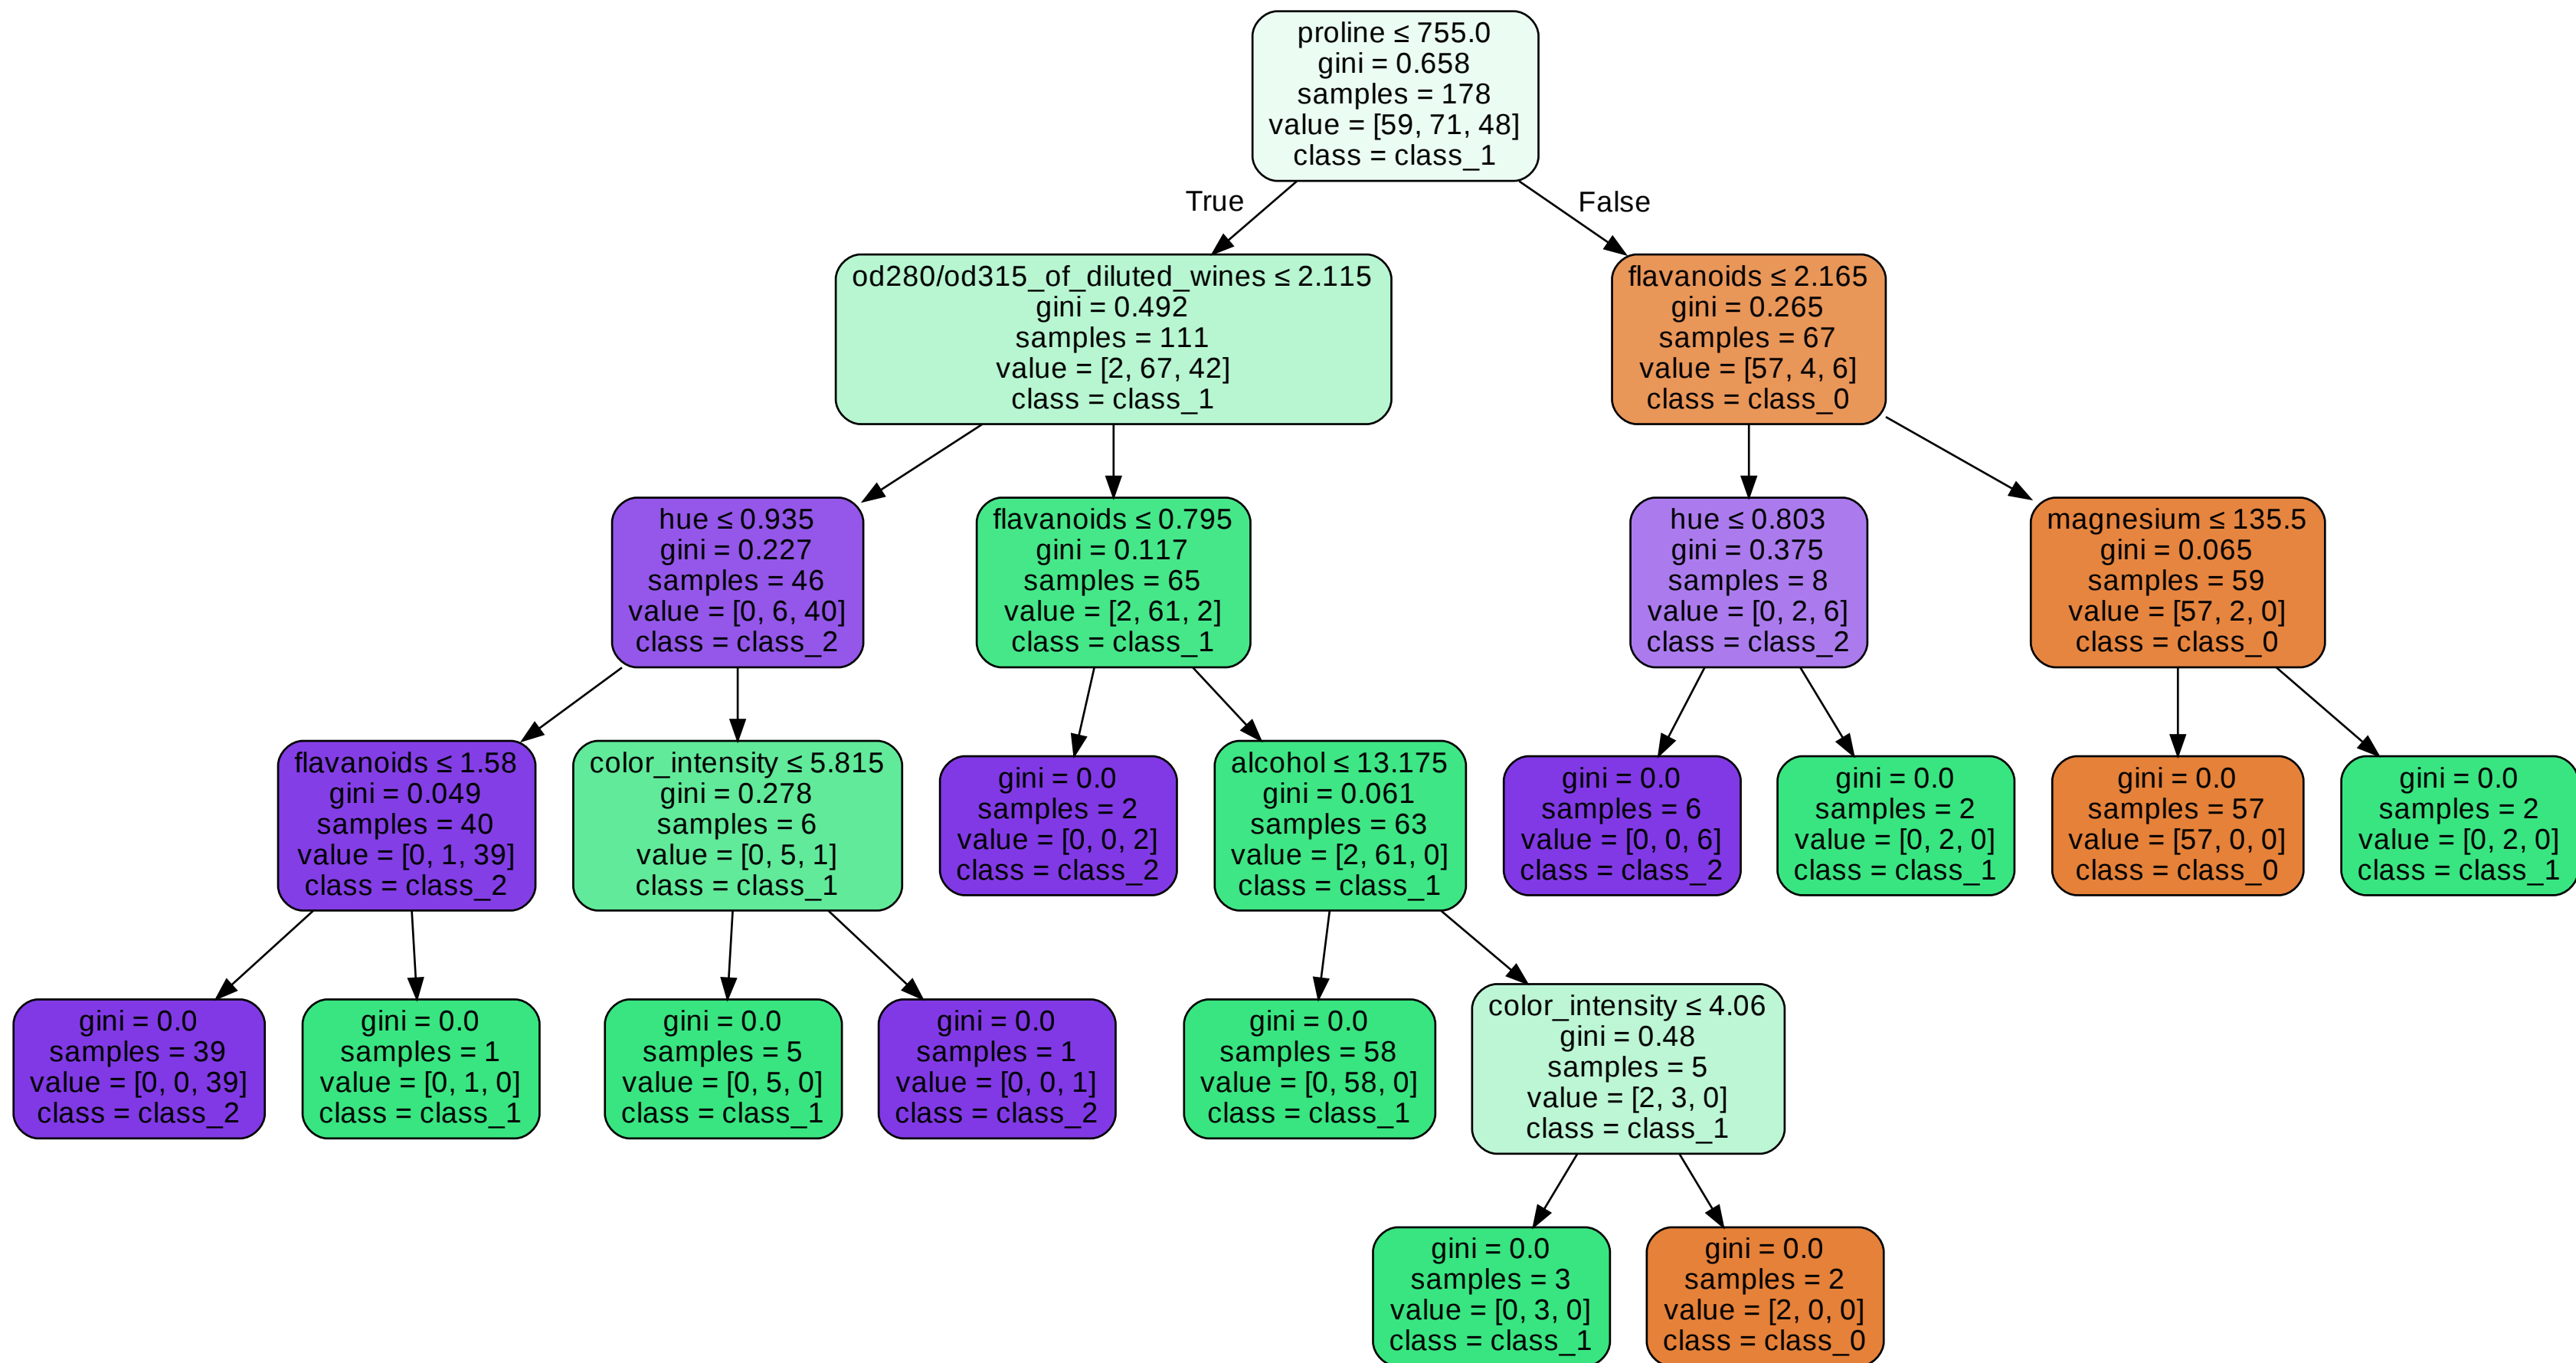 proline ≤ 755.0
gini = 0.658
samples = 178
value = [59, 71, 48]
class = class_1
True
False
od280/od315_of_diluted_wines ≤ 2.115
gini = 0.492
samples = 111
value = [2, 67, 42]
class = class_1
flavanoids ≤ 2.165
gini = 0.265
samples = 67
value = [57, 4, 6]
class = class_0
hue ≤ 0.935
gini = 0.227
samples = 46
value = [0, 6, 40]
class = class_2
flavanoids ≤ 0.795
gini = 0.117
samples = 65
value = [2, 61, 2]
class = class_1
hue ≤ 0.803
gini = 0.375
samples = 8
value = [0, 2, 6]
class = class_2
magnesium ≤ 135.5
gini = 0.065
samples = 59
value = [57, 2, 0]
class = class_0
flavanoids ≤ 1.58
gini = 0.049
samples = 40
value = [0, 1, 39]
class = class_2
color_intensity ≤ 5.815
gini = 0.278
samples = 6
value = [0, 5, 1]
class = class_1
gini = 0.0
samples = 2
value = [0, 0, 2]
class = class_2
alcohol ≤ 13.175
gini = 0.061
samples = 63
value = [2, 61, 0]
class = class_1
gini = 0.0
samples = 6
value = [0, 0, 6]
class = class_2
gini = 0.0
samples = 2
value = [0, 2, 0]
class = class_1
gini = 0.0
samples = 57
value = [57, 0, 0]
class = class_0
gini = 0.0
samples = 2
value = [0, 2, 0]
class = class_1
gini = 0.0
samples = 39
value = [0, 0, 39]
class = class_2
gini = 0.0
samples = 1
value = [0, 1, 0]
class = class_1
gini = 0.0
samples = 5
value = [0, 5, 0]
class = class_1
gini = 0.0
samples = 1
value = [0, 0, 1]
class = class_2
gini = 0.0
samples = 58
value = [0, 58, 0]
class = class_1
color_intensity ≤ 4.06
gini = 0.48
samples = 5
value = [2, 3, 0]
class = class_1
gini = 0.0
samples = 3
value = [0, 3, 0]
class = class_1
gini = 0.0
samples = 2
value = [2, 0, 0]
class = class_0